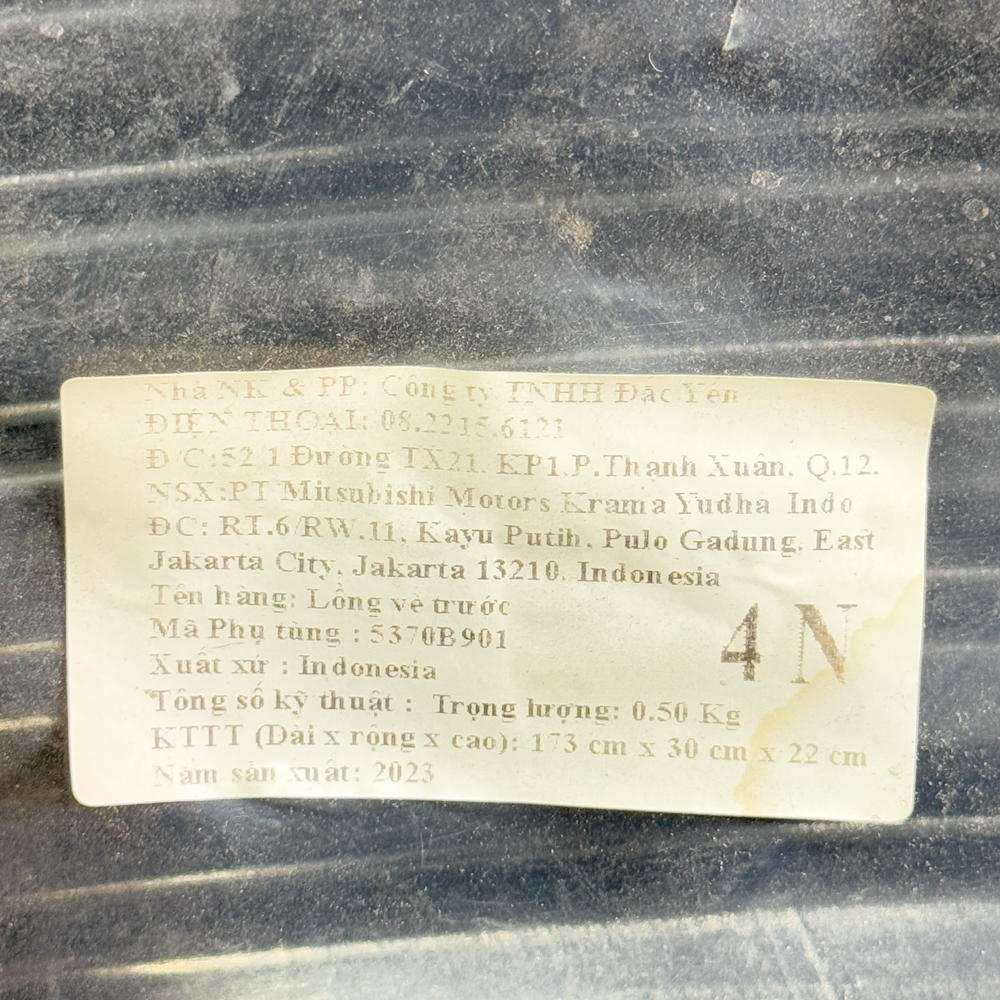 Nhà NK & PP: Công ty TNHH Đăc Yến
ĐIỆN THOẠI: 08.2215.6121
Đ/C:52/1 Đường TX21. KP1.P.Thạnh Xuân. Q.12.
NSX:PT Mitsubishi Motors Krama Yudha Indo
ĐC: RT.6/RW.11, Kayu Putih, Pulo Gadung, East
Jakarta City, Jakarta 13210. Indonesia
Tên hàng: Lồng vè trước
Mã Phụ tùng : 5370B901
Xuất xứ : Indonesia
Tông số kỹ thuật : Trọng lượng: 0.50 Kg
KTTT (Dài x rộng x cao): 173 cm x 30 cm x 22 cm
Năm sản xuất: 2023
4N